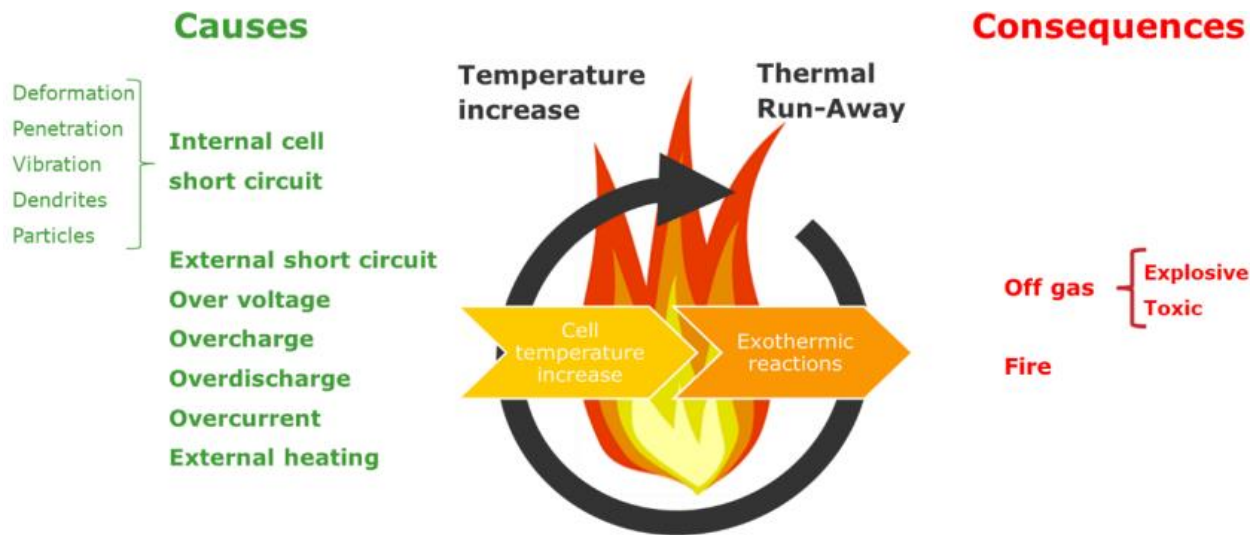 Causes
Consequences
Temperature
increase
Thermal
Run-Away
Deformation
Penetration
Vibration
Dendrites
Particles
Internal cell
short circuit
External short circuit
Over voltage
Overcharge
Overdischarge
Overcurrent
External heating
Cell
temperature
increase
Exothermic
reactions
Off gas
Explosive
Toxic
Fire